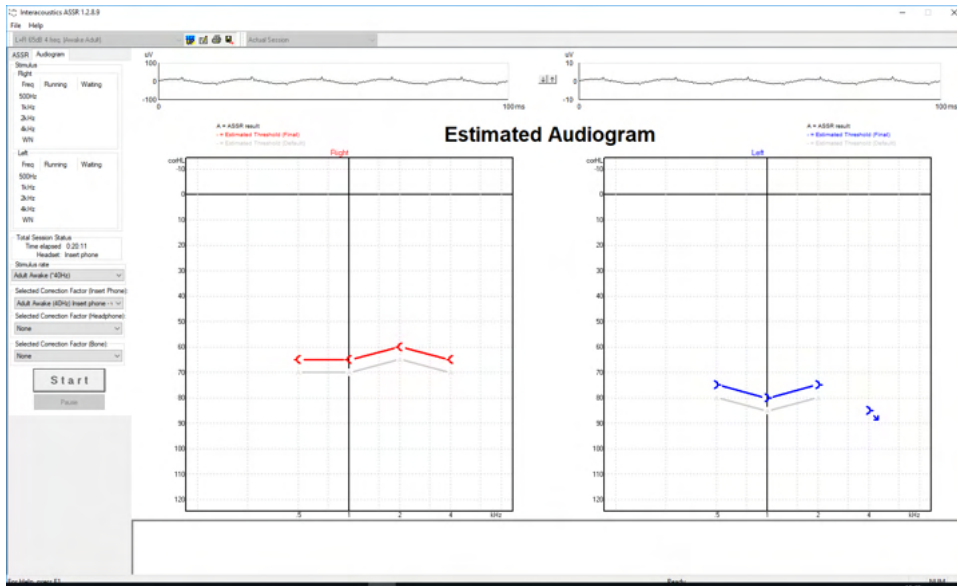 Interacoustics ASSR 1.2.8.9
File Help
L+R 65dB 4 freq. (Awake Adult)
Actual Session
ASSR Audiogram
Stimulus
Right
Freq Running Waiting
500Hz
1kHz
2kHz
4kHz
WN
Left
Freq Running Waiting
500Hz
1kHz
2kHz
4kHz
WN
Total Session Status
Time elapsed 0:20:11
Headset: Insert phone
Stimulus rate
Adult Awake (~40Hz)
Selected Correction Factor (Insert Phone):
Adult Awake (40Hz) Insert phone
Selected Correction Factor (Headphone):
None
Selected Correction Factor (Bone):
None
Start
Pause
uV
100
0
-100
0
100 ms
uV
10
0
-10
0
100 ms
A = ASSR result
Estimated Threshold (Final)
Estimated Threshold (Default)
Estimated Audiogram
A = ASSR result
Estimated Threshold (Final)
Estimated Threshold (Default)
Right
corHL
-10
0
10
20
30
40
50
60
70
80
90
100
110
120
.5 1 2 4 kHz
Left
corHL
-10
0
10
20
30
40
50
60
70
80
90
100
110
120
.5 1 2 4 kHz
For Help, press F1
Ready
NUM